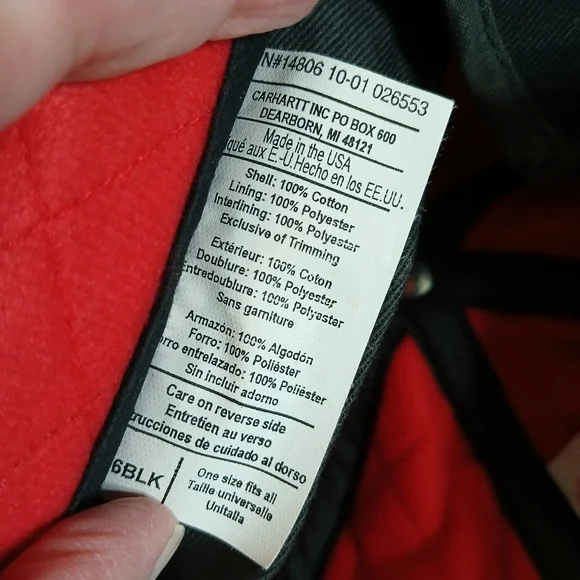 N#14806 10-01 026553
CARHARTT INC PO BOX 600
DEARBORN, MI 48121
Made in the USA
qué aux E.-U.Hecho en los EE.UU.
Shell: 100% Cotton
Lining: 100% Polyester
Interlining: 100% Polyester
Exclusive of Trimming
Extérieur: 100% Coton
Doublure: 100% Polyester
Entredoublure: 100% Polyester
Sans garniture
Armazón: 100% Algodón
Forro: 100% Poliéster
orro entrelazado: 100% Poliéster
Sin incluir adorno
Care on reverse side
Entretien au verso
trucciones de cuidado al dorso
6BLK
One size fits all
Taille universelle
Unitalla